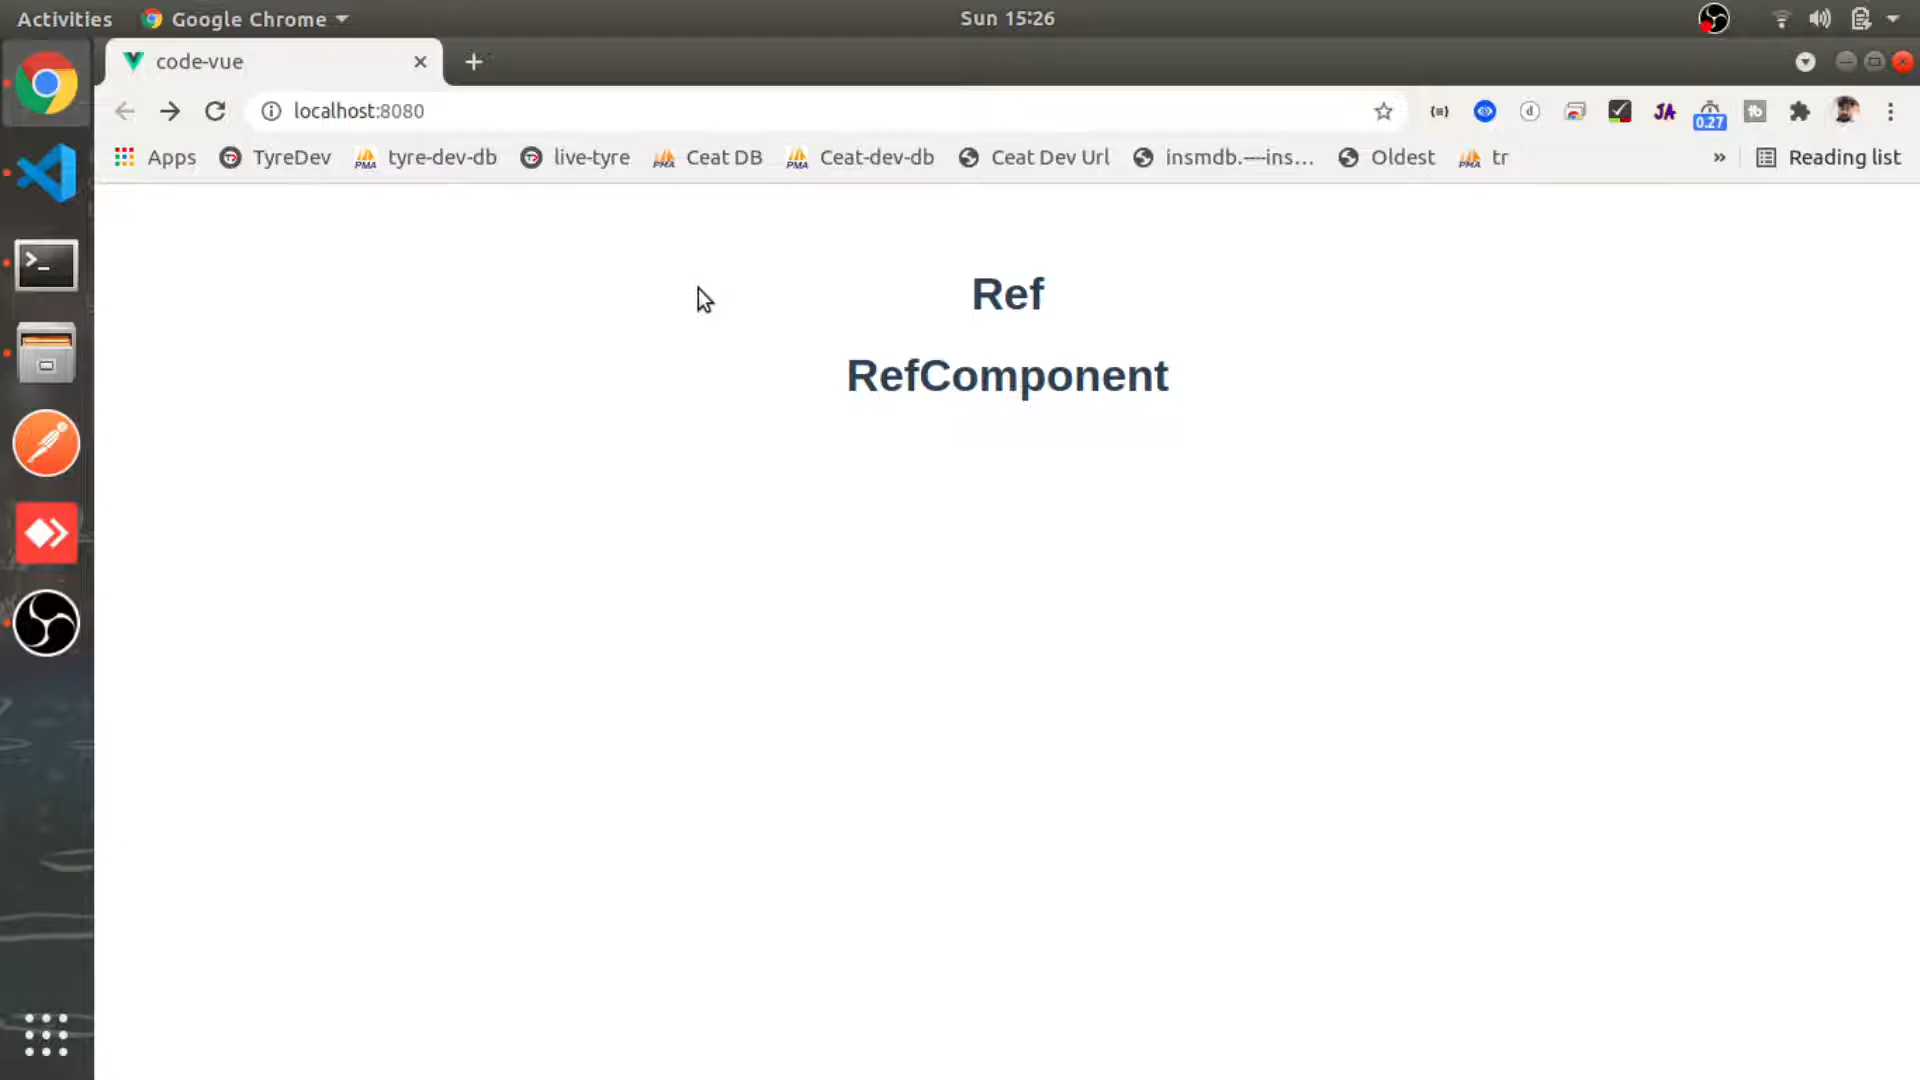 Activities Google Chrome Sun 15:26
code-vue
localhost:8080
0.27
Apps TyreDev tyre-dev-db live-tyre Ceat DB Ceat-dev-db Ceat Dev Url insmdb.—ins... Oldest tr » Reading list
Ref
RefComponent